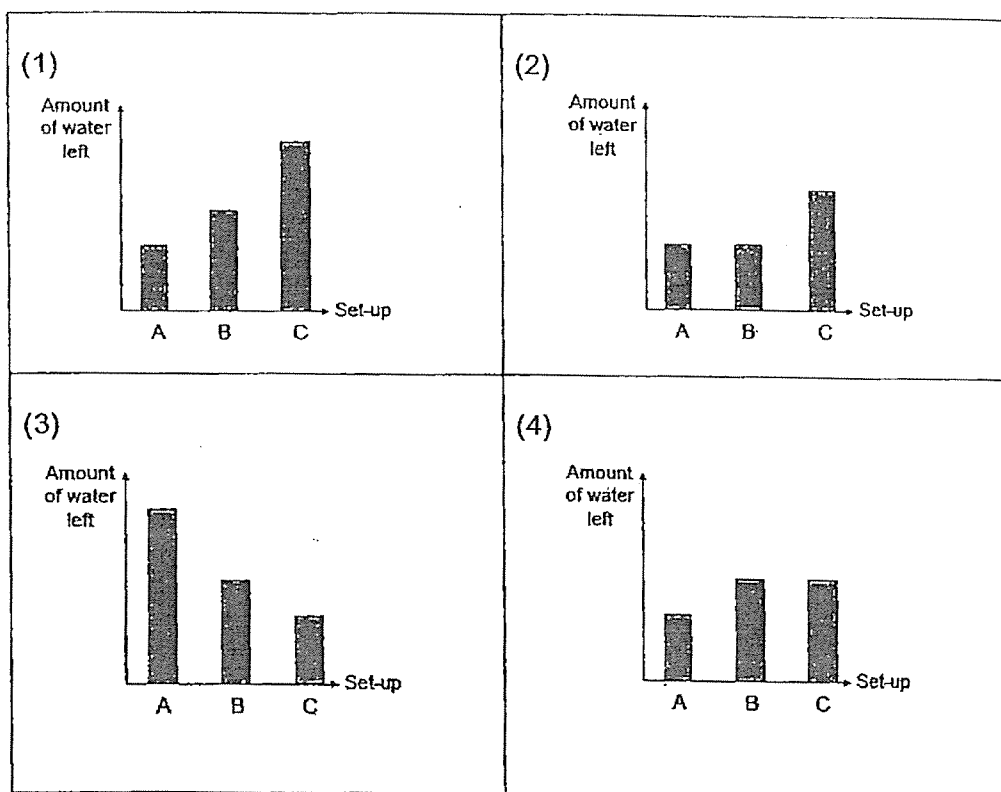 (1)
Amount
of water
left
Set-up
A B C
(2)
Amount
of water
left
Set-up
A B C
(3)
Amount
of water
left
Set-up
A B C
(4)
Amount
of water
left
Set-up
A B C